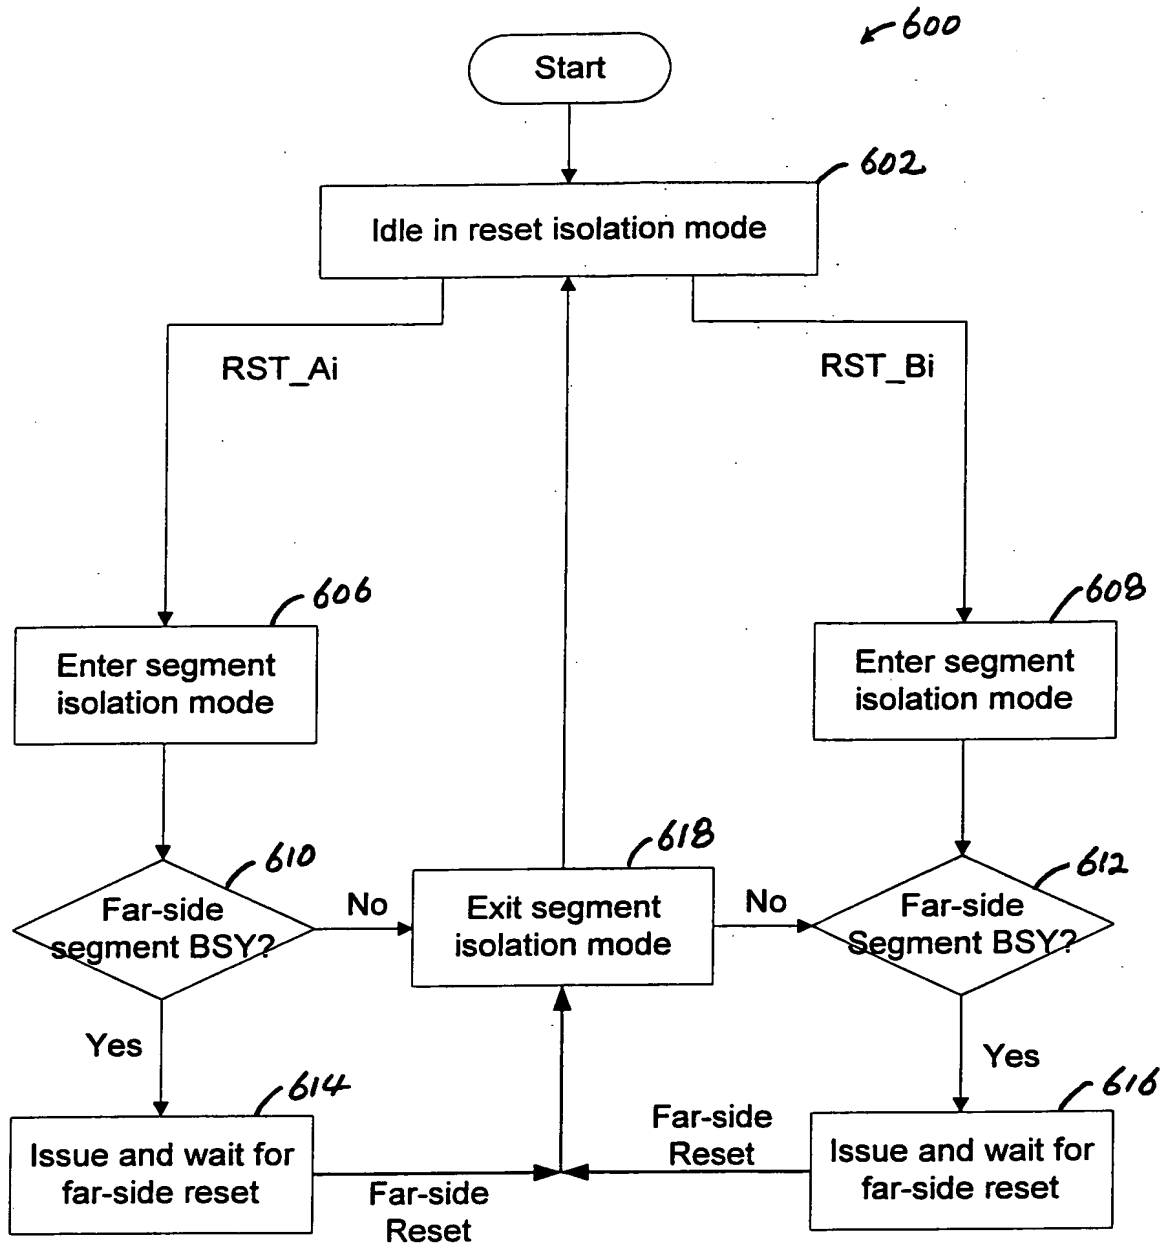 600
Start
602
Idle in reset isolation mode
RST_Ai
RST_Bi
606
608
Enter segment
isolation mode
Enter segment
isolation mode
610
618
612
Far-side
segment BSY?
No
Exit segment
isolation mode
No
Far-side
Segment BSY?
Yes
Yes
614
616
Issue and wait for
far-side reset
Far-side
Reset
Far-side
Reset
Issue and wait for
far-side reset